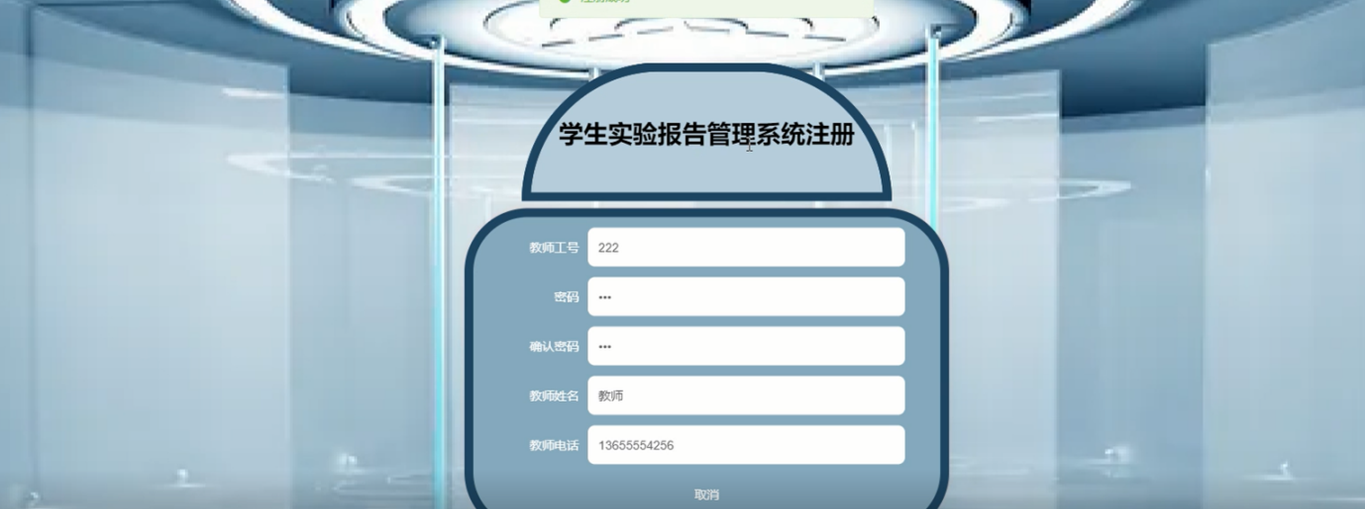 学生实验报告管理系统注册
教师工号 222
密码 •••
确认密码 •••
教师姓名 教师
教师电话 13655554256
取消